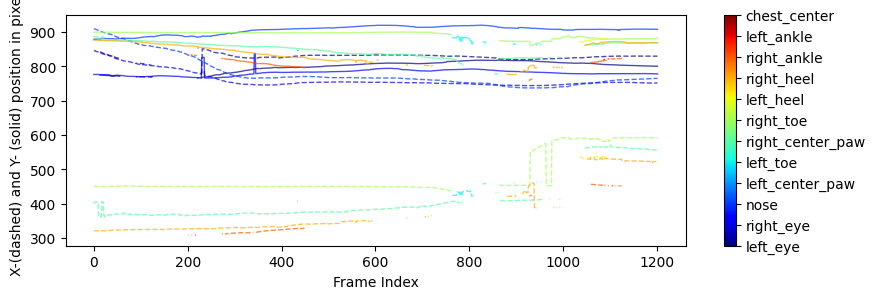 X-(dashed) and Y- (solid) position in pixe
900
800
700
600
500
400
300
0
200
400
600
800
1000
1200
Frame Index
chest_center
left_ankle
right_ankle
right_heel
left_heel
right_toe
right_center_paw
left_toe
left_center_paw
nose
right_eye
left_eye